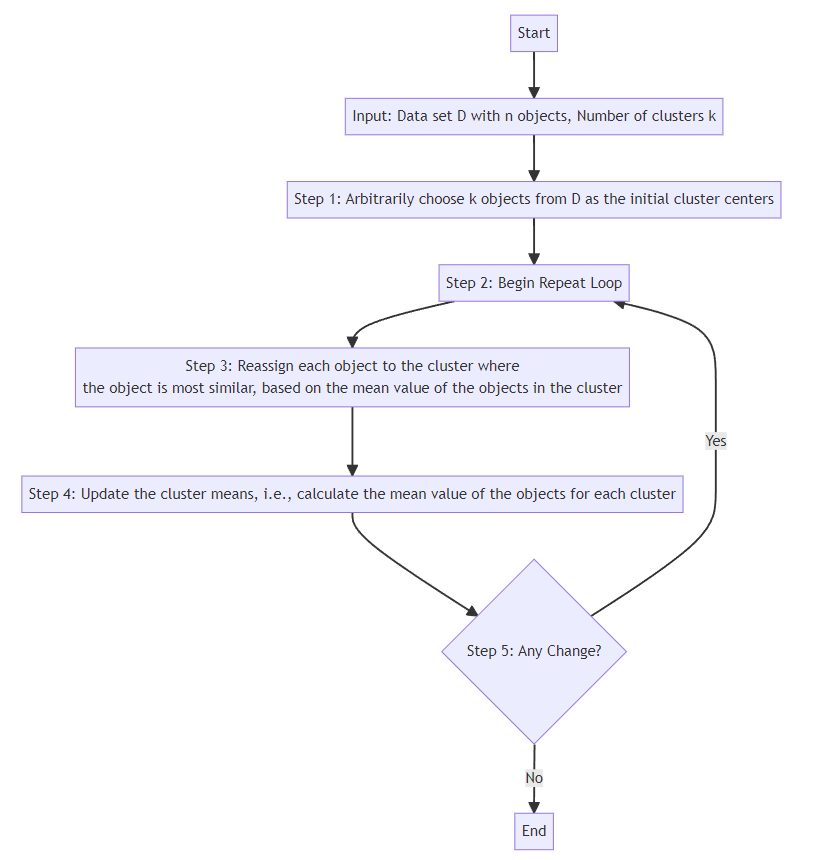 Start
Input: Data set D with n objects, Number of clusters k
Step 1: Arbitrarily choose k objects from D as the initial cluster centers
Step 2: Begin Repeat Loop
Step 3: Reassign each object to the cluster where
the object is most similar, based on the mean value of the objects in the cluster
Yes
Step 4: Update the cluster means, i.e., calculate the mean value of the objects for each cluster
Step 5: Any Change?
No
End